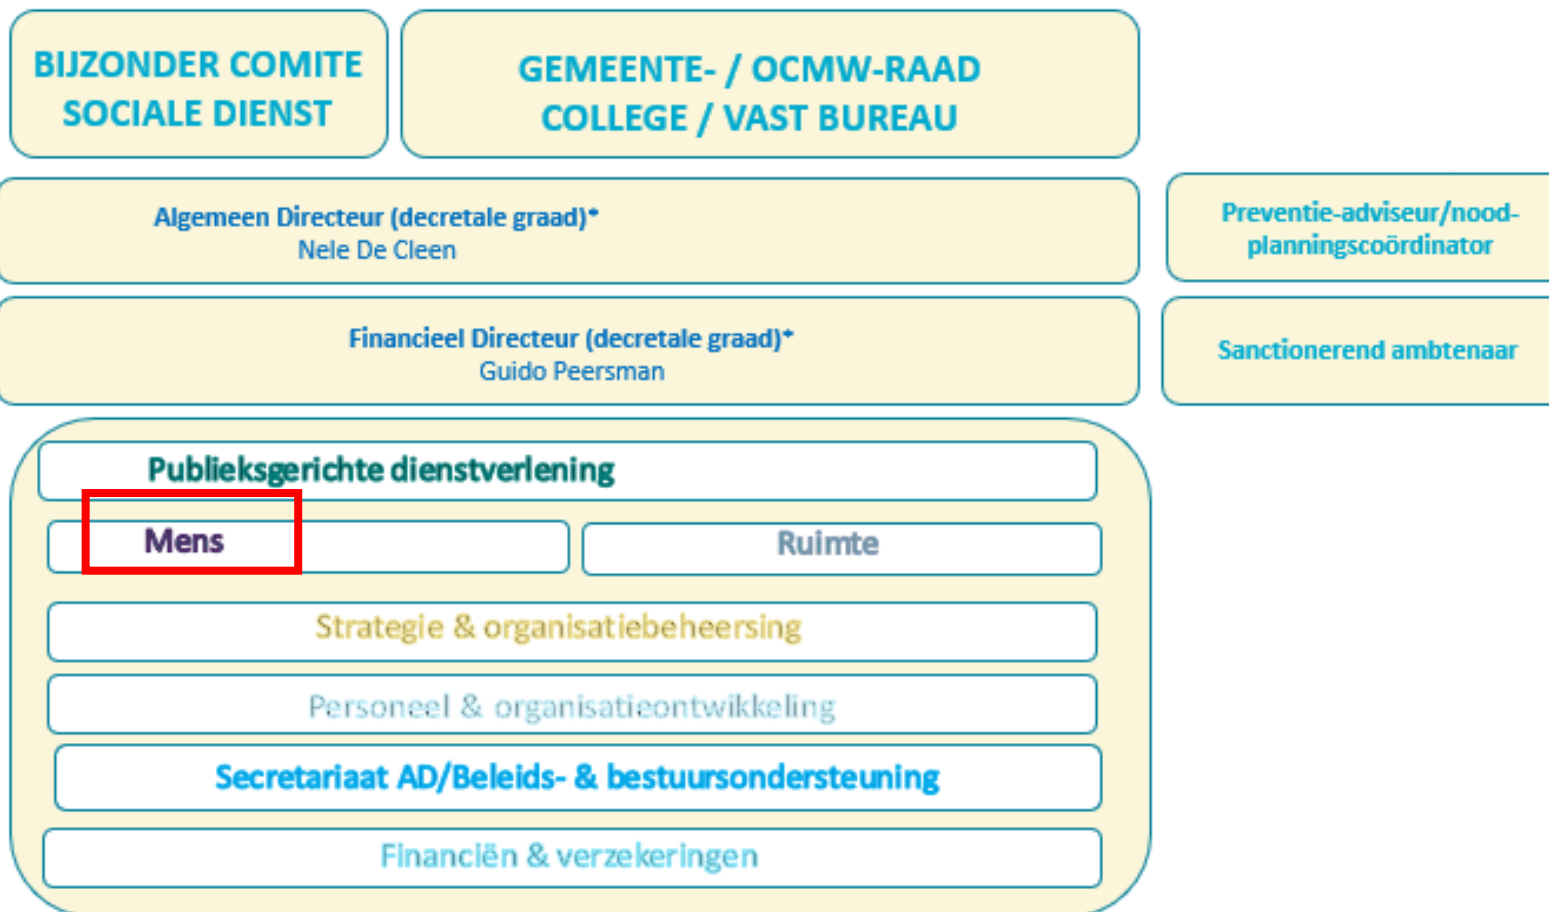 BIJZONDER COMITE
SOCIALE DIENST
GEMEENTE- / OCMW-RAAD
COLLEGE / VAST BUREAU
Algemeen Directeur (decretale graad)*
Nele De Cleen
Preventie-adviseur/nood-
planningscoördinator
Financieel Directeur (decretale graad)*
Guido Peersman
Sanctionerend ambtenaar
Publieksgerichte dienstverlening
Mens
Ruimte
Strategie & organisatiebeheersing
Personeel & organisatieontwikkeling
Secretariaat AD/Beleids- & bestuursondersteuning
Financiën & verzekeringen